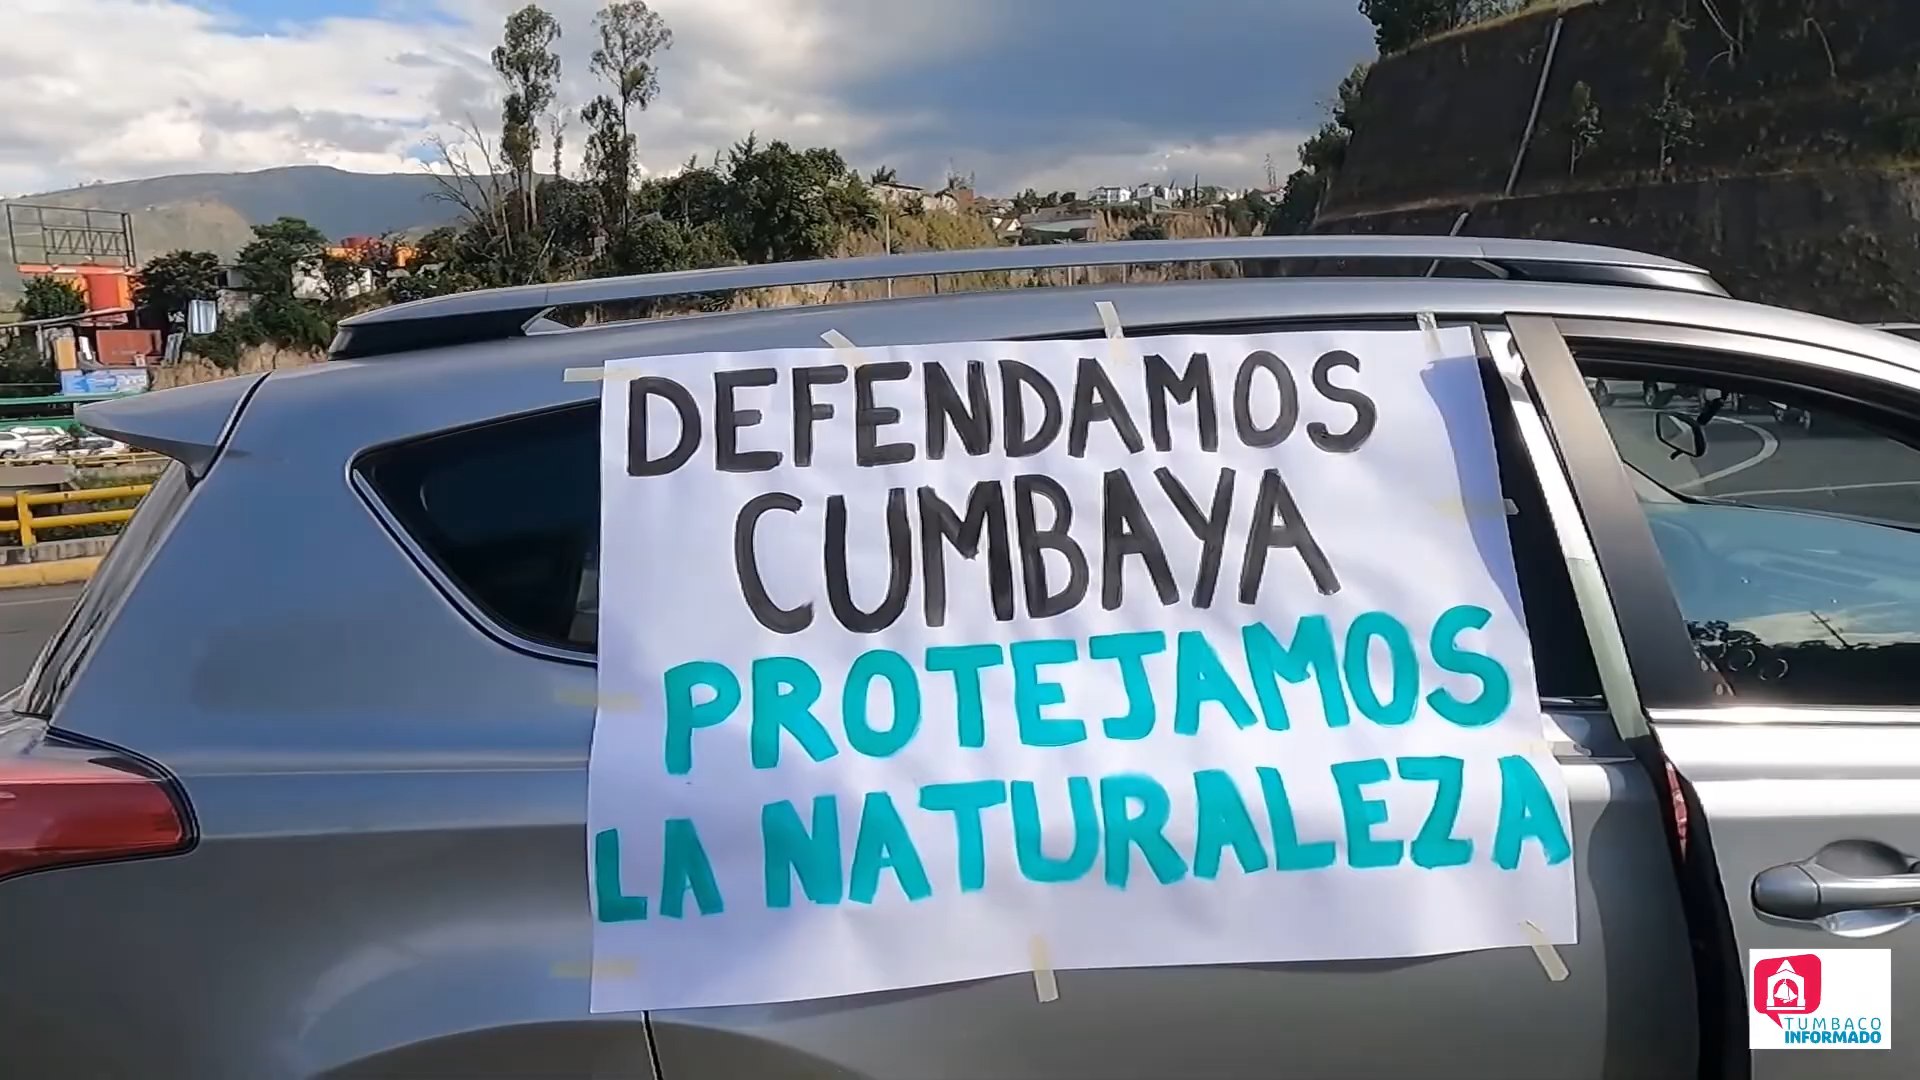 DEFENDAMOS
CUMBAYA
PROTEJAMOS
LA NATURALEZA
TUMBACO
INFORMADO